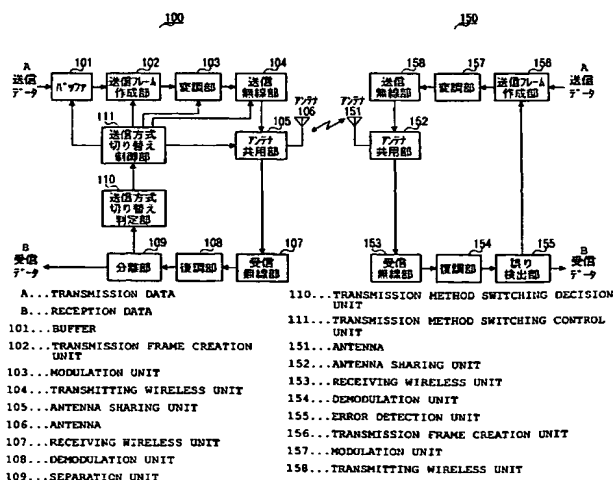 100
150
101
102
103
104
A
送信
データ
バッファ
送信フレーム
作成部
変調部
送信
無線部
アンテナ
106
105
アンテナ
共用部
111
送信方式
切り替え
制御部
110
送信方式
切り替え
判定部
B
受信
データ
109
分離部
108
復調部
107
受信
無線部
158
送信
無線部
157
変調部
156
送信フレーム
作成部
A
送信
データ
アンテナ
151
152
アンテナ
共用部
153
受信
無線部
154
復調部
155
誤り
検出部
B
受信
データ
A...TRANSMISSION DATA
B...RECEPTION DATA
101...BUFFER
102...TRANSMISSION FRAME CREATION
UNIT
103...MODULATION UNIT
104...TRANSMITTING WIRELESS UNIT
105...ANTENNA SHARING UNIT
106...ANTENNA
107...RECEIVING WIRELESS UNIT
108...DEMODULATION UNIT
109...SEPARATION UNIT
110...TRANSMISSION METHOD SWITCHING DECISION
UNIT
111...TRANSMISSION METHOD SWITCHING CONTROL
UNIT
151...ANTENNA
152...ANTENNA SHARING UNIT
153...RECEIVING WIRELESS UNIT
154...DEMODULATION UNIT
155...ERROR DETECTION UNIT
156...TRANSMISSION FRAME CREATION UNIT
157...MODULATION UNIT
158...TRANSMITTING WIRELESS UNIT